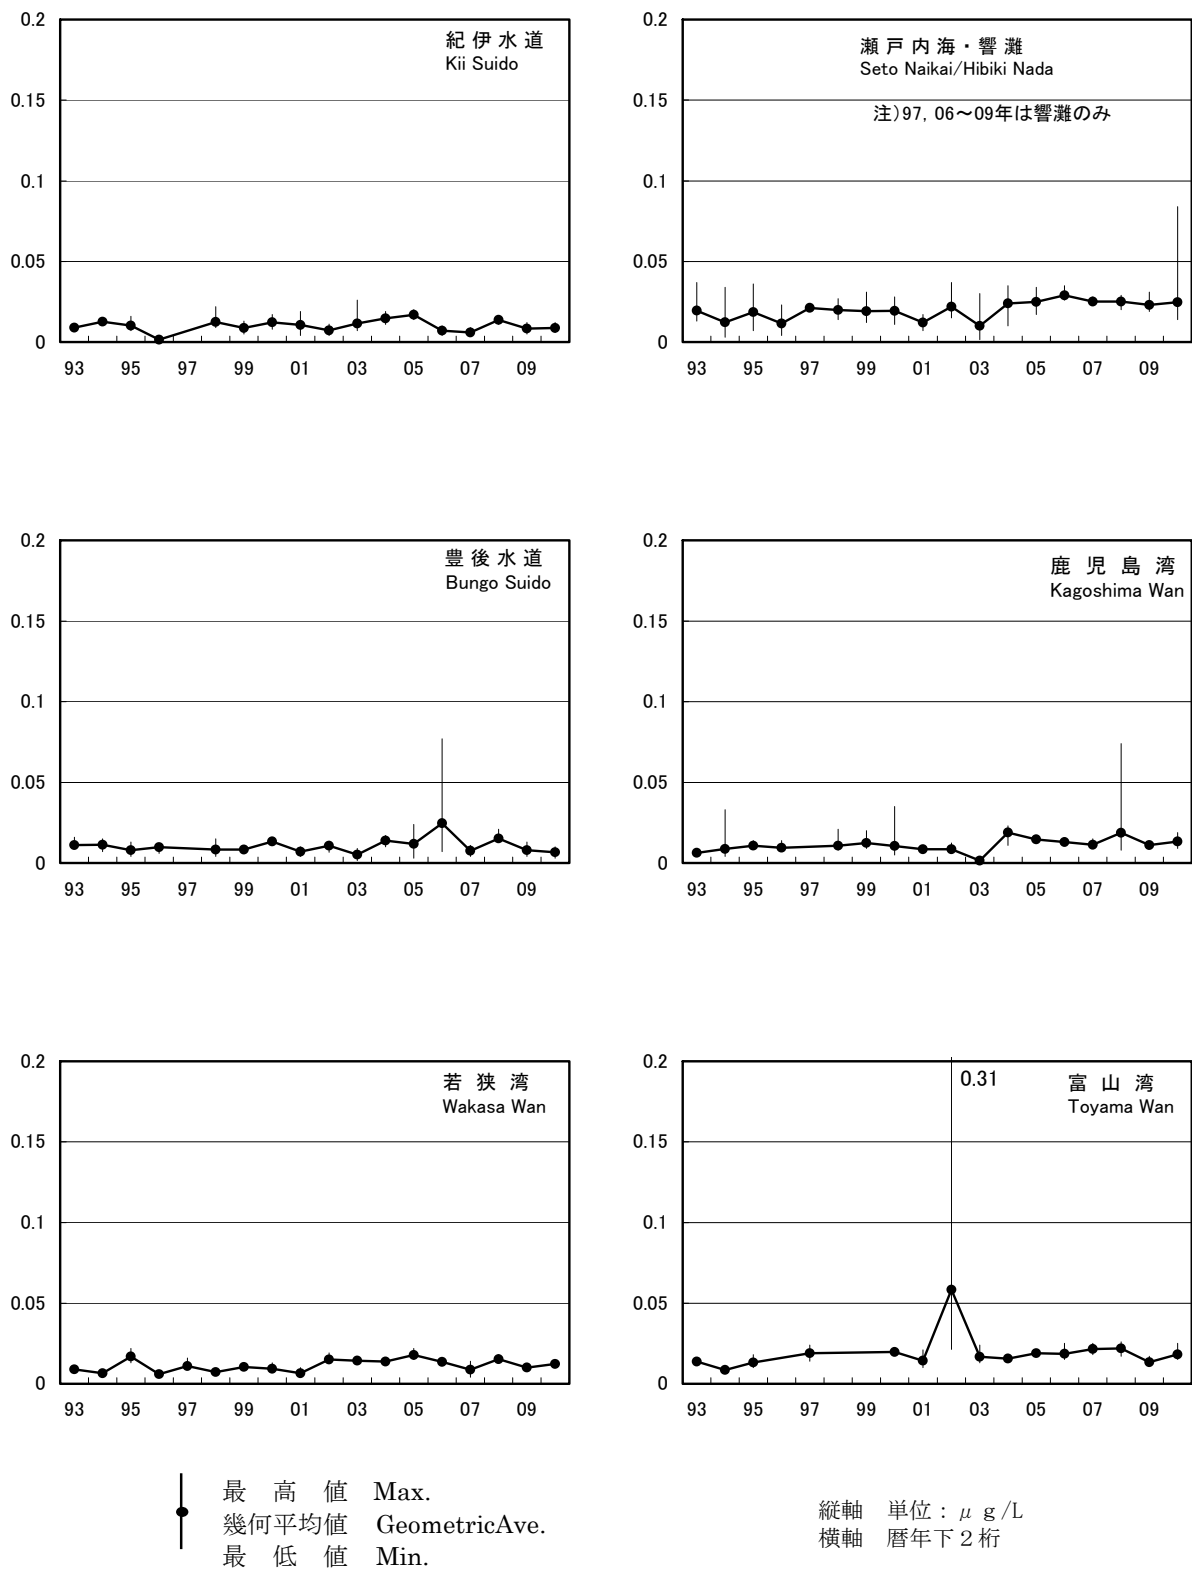 0.2
0.15
0.1
0.05
0
紀伊水道
Kii Suido
93 95 97 99 01 03 05 07 09
0.2
0.15
0.1
0.05
0
瀬戸内海・響灘
Seto Naikai/Hibiki Nada
注)97, 06～09年は響灘のみ
93 95 97 99 01 03 05 07 09
0.2
0.15
0.1
0.05
0
豊後水道
Bungo Suido
93 95 97 99 01 03 05 07 09
0.2
0.15
0.1
0.05
0
鹿児島湾
Kagoshima Wan
93 95 97 99 01 03 05 07 09
0.2
0.15
0.1
0.05
0
若狭湾
Wakasa Wan
93 95 97 99 01 03 05 07 09
0.2
0.15
0.1
0.05
0
0.31
富山湾
Toyama Wan
93 95 97 99 01 03 05 07 09
最高値 Max.
幾何平均値 GeometricAve.
最低値 Min.
縦軸 単位：μg/L
横軸 暦年下２桁